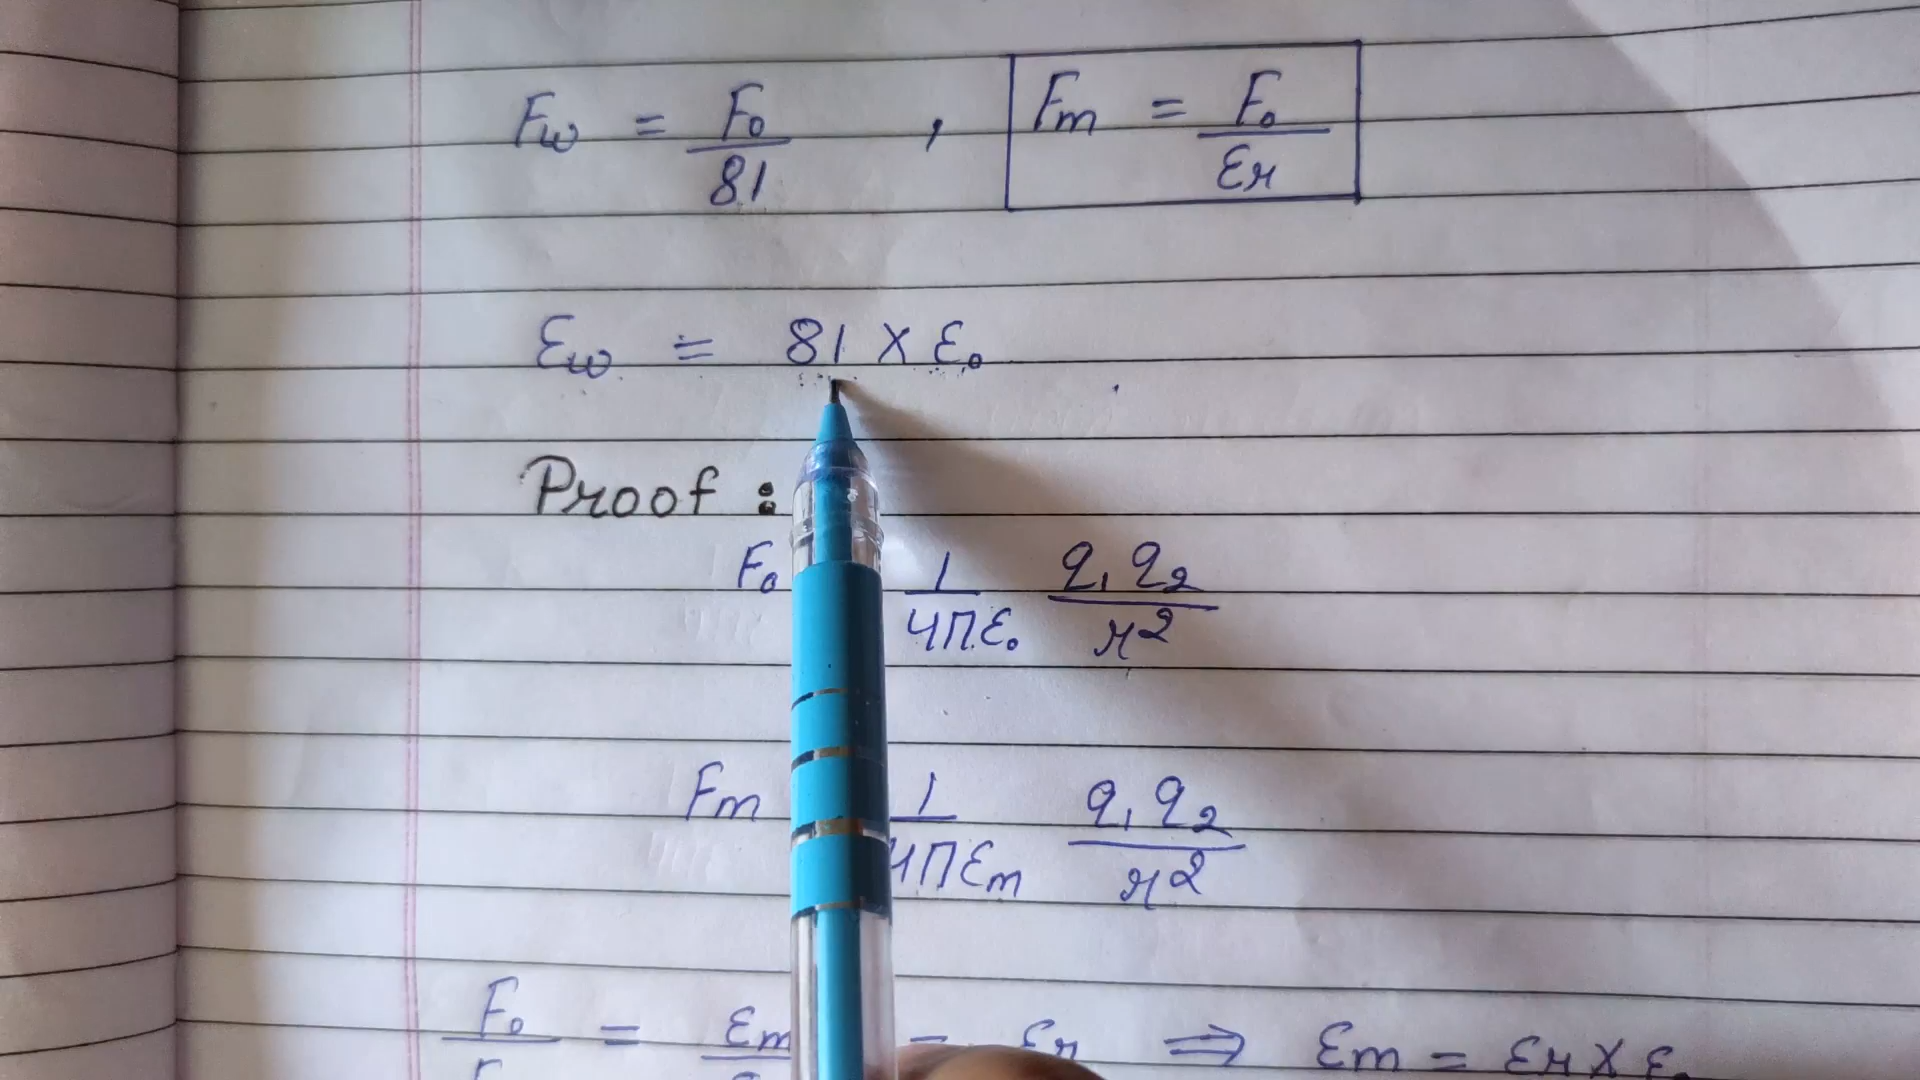 Fw = F₀/81 , Fm = F₀/εr
εw = 81 × ε₀
Proof :
F₀ 1/4πε₀ q₁q₂/r²
Fm 1/4πεm q₁q₂/r²
F₀ = εm = εr ⇒ εm = εr × ε₀